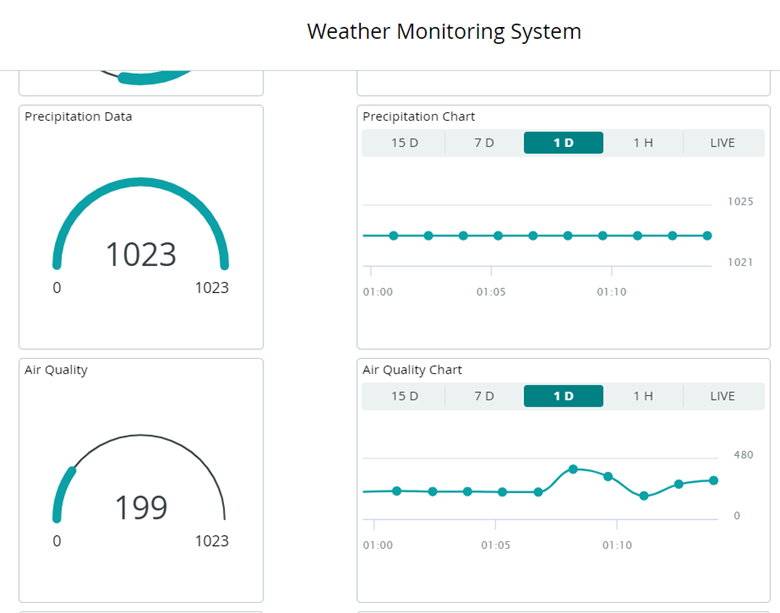 Weather Monitoring System
Precipitation Data
1023
0 1023
Precipitation Chart
15 D 7 D 1 D 1 H LIVE
1025
1021
01:00 01:05 01:10
Air Quality
199
0 1023
Air Quality Chart
15 D 7 D 1 D 1 H LIVE
480
0
01:00 01:05 01:10